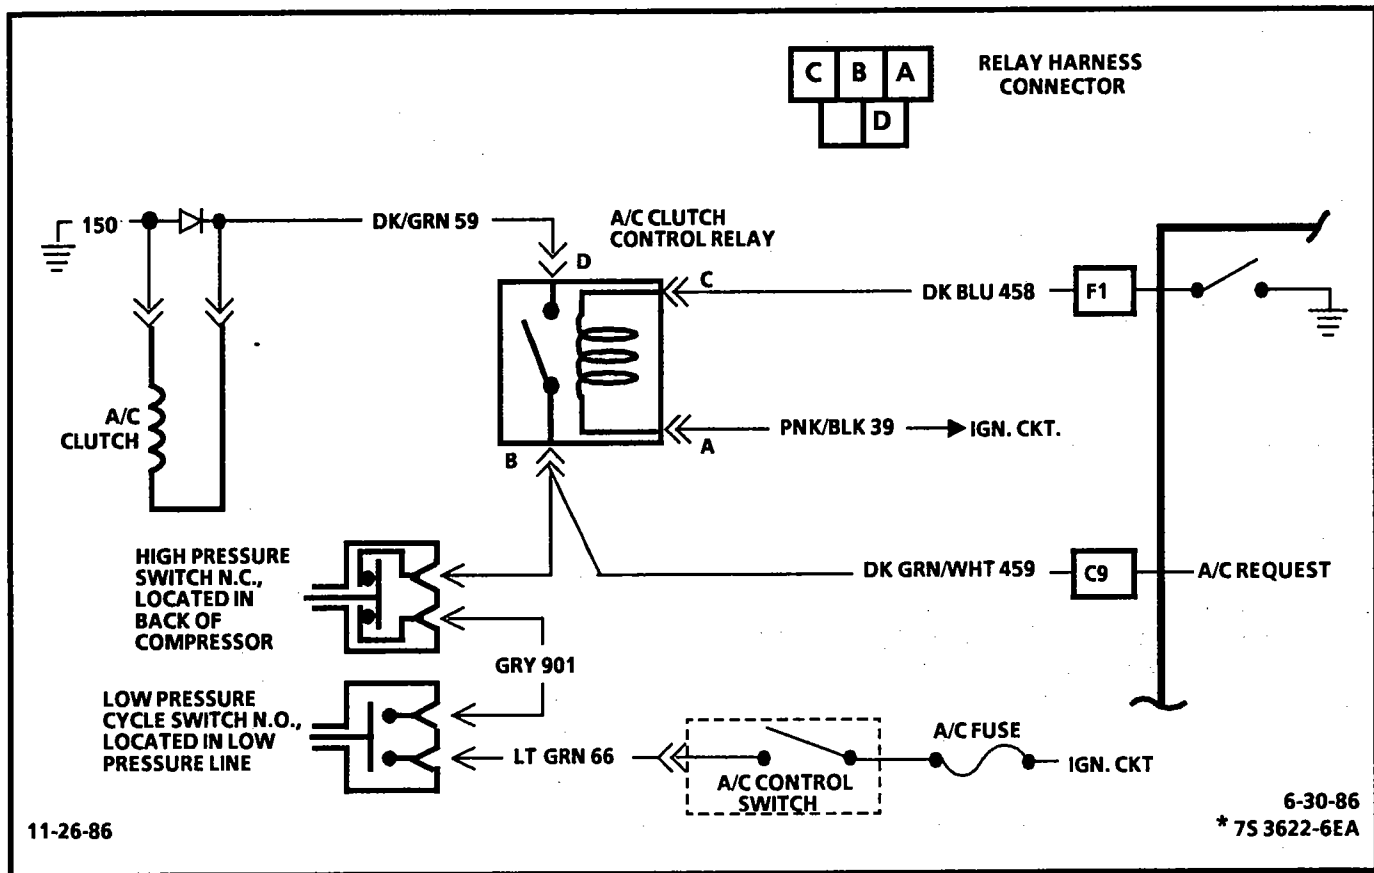 C B A
D
RELAY HARNESS
CONNECTOR
150
DK/GRN 59
D
A/C CLUTCH
CONTROL RELAY
C
DK BLU 458
F1
A/C
CLUTCH
A
PNK/BLK 39
IGN. CKT.
B
HIGH PRESSURE
SWITCH N.C.,
LOCATED IN
BACK OF
COMPRESSOR
DK GRN/WHT 459
C9
A/C REQUEST
GRY 901
LOW PRESSURE
CYCLE SWITCH N.O.,
LOCATED IN LOW
PRESSURE LINE
LT GRN 66
A/C CONTROL
SWITCH
A/C FUSE
IGN. CKT
11-26-86
6-30-86
* 7S 3622-6EA